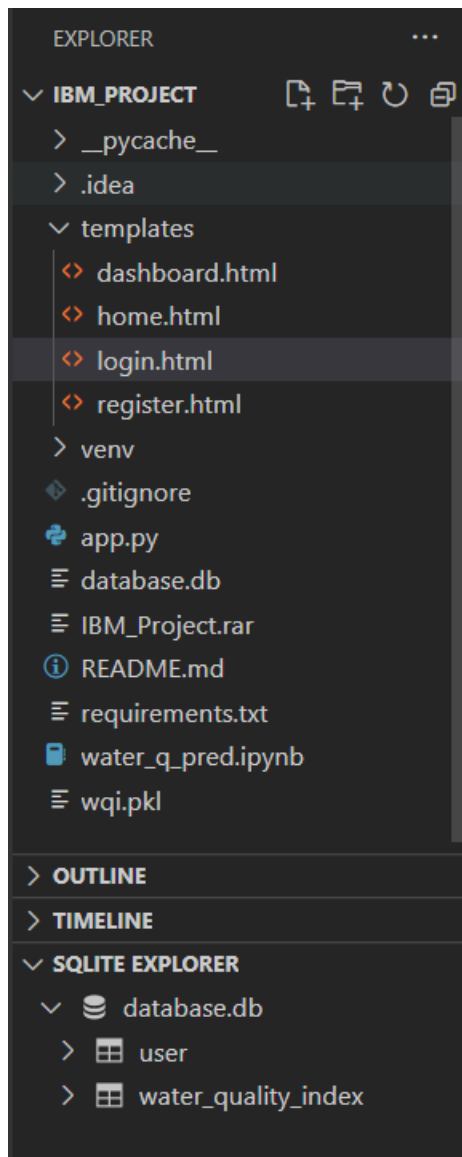 EXPLORER ...
IBM_PROJECT
__pycache__
.idea
templates
dashboard.html
home.html
login.html
register.html
venv
.gitignore
app.py
database.db
IBM_Project.rar
README.md
requirements.txt
water_q_pred.ipynb
wqi.pkl
OUTLINE
TIMELINE
SQLITE EXPLORER
database.db
user
water_quality_index